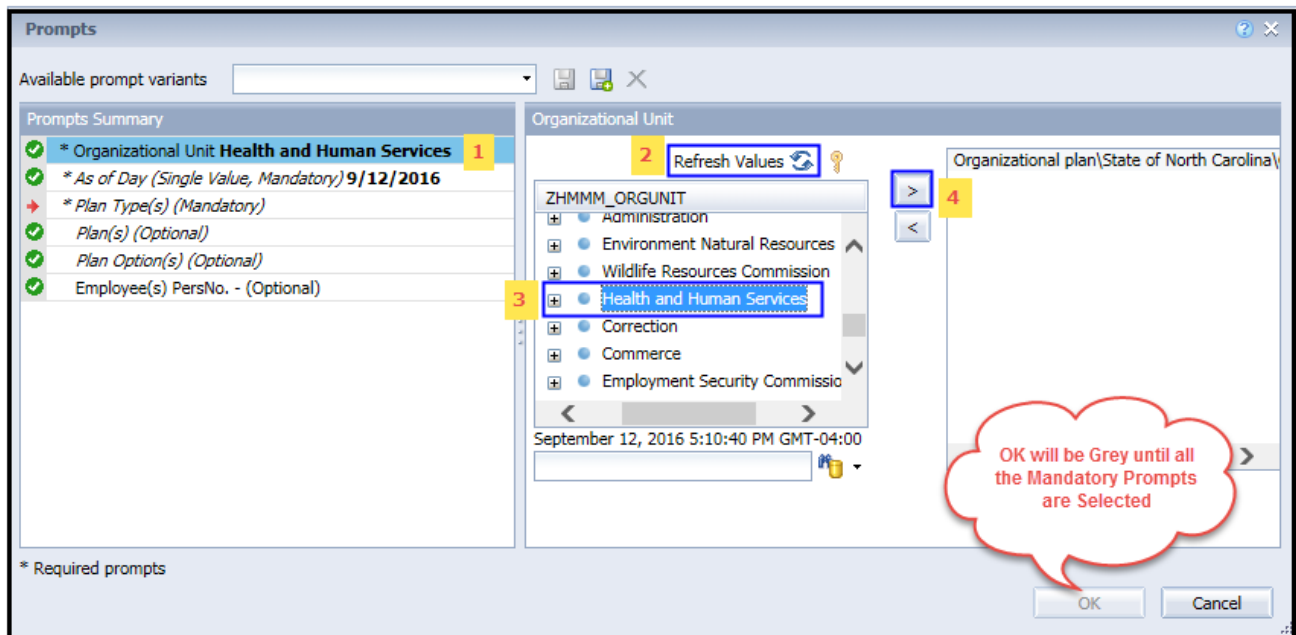 Prompts
Available prompt variants
Prompts Summary
* Organizational Unit Health and Human Services 1
* As of Day (Single Value, Mandatory) 9/12/2016
* Plan Type(s) (Mandatory)
Plan(s) (Optional)
Plan Option(s) (Optional)
Employee(s) PersNo. - (Optional)
Organizational Unit
2 Refresh Values
ZHMMM_ORGUNIT
Administration
Environment Natural Resources
Wildlife Resources Commission
3 Health and Human Services
Correction
Commerce
Employment Security Commissio
September 12, 2016 5:10:40 PM GMT-04:00
> 4
<
Organizational plan\State of North Carolina\
OK will be Grey until all
the Mandatory Prompts
are Selected
* Required prompts
OK Cancel